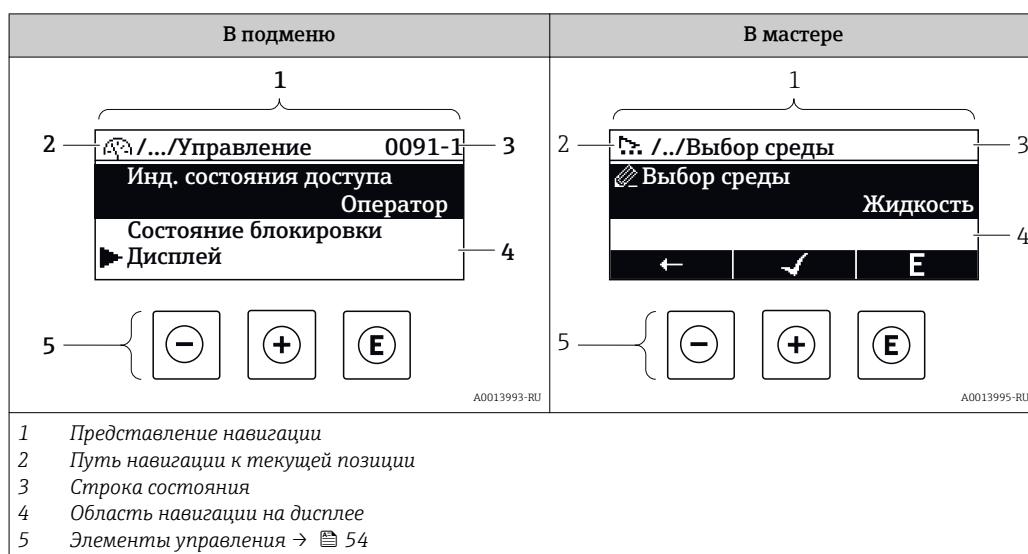 В подменю
В мастере
1
1
2
/.../Управление 0091-1
3
Инд. состояния доступа
Оператор
Состояние блокировки
Дисплей
4
5
E
A0013993-RU
2
/../Выбор среды
3
Выбор среды
Жидкость
4
← ✓ E
5
E
A0013995-RU
1 Представление навигации
2 Путь навигации к текущей позиции
3 Строка состояния
4 Область навигации на дисплее
5 Элементы управления → 54